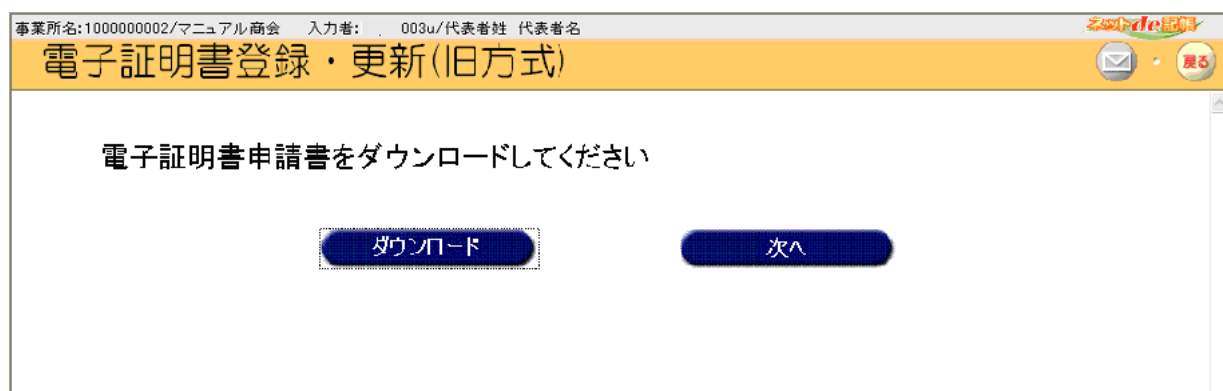 事業所名:1000000002/マニュアル商会 入力者: . 003u/代表者姓 代表者名
ネットde記帳
電子証明書登録・更新(旧方式)
戻る
電子証明書申請書をダウンロードしてください
ダウンロード 次へ